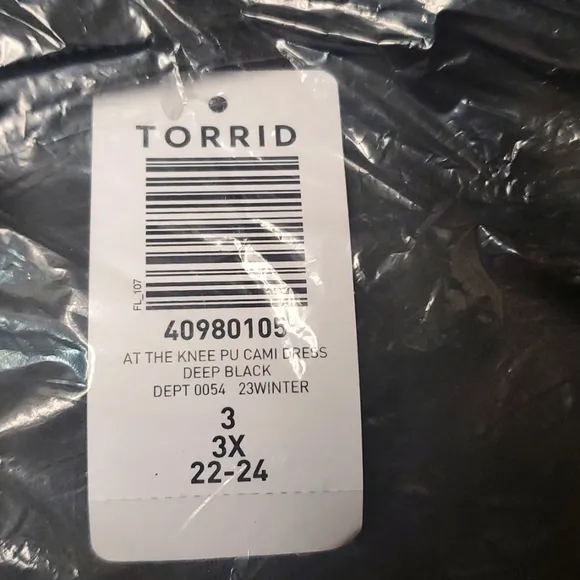 TORRID
FL_107
40980105
AT THE KNEE PU CAMI DRESS
DEEP BLACK
DEPT 0054 23WINTER
3
3X
22-24